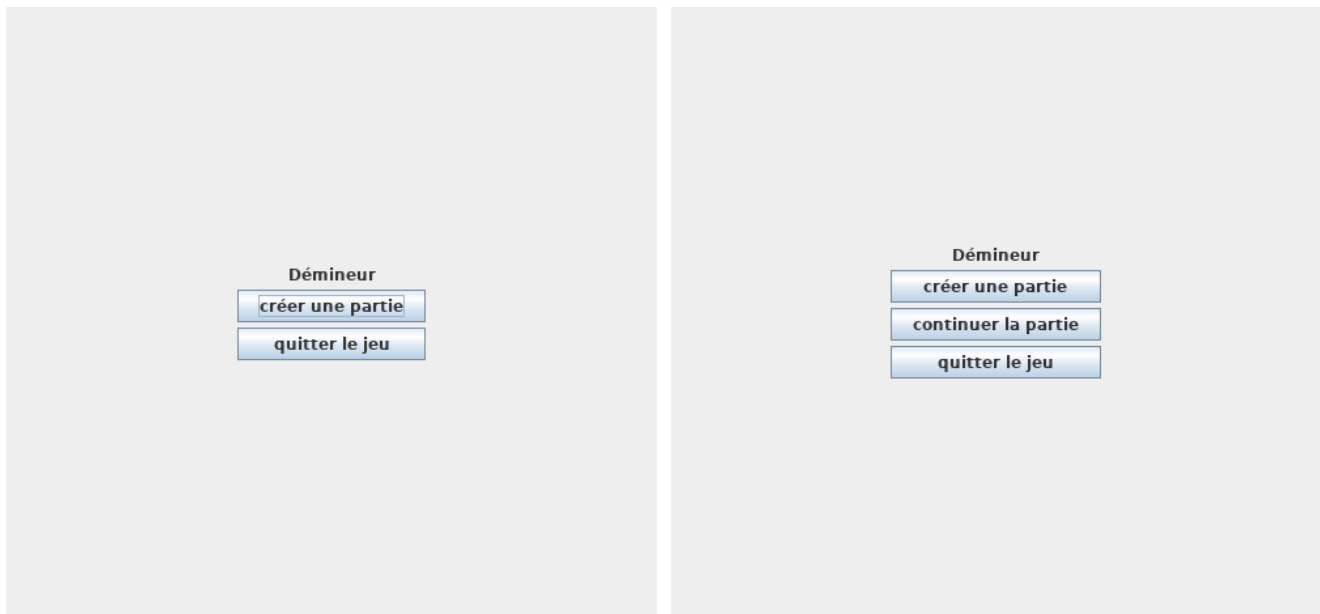 Démineur
créer une partie
quitter le jeu
Démineur
créer une partie
continuer la partie
quitter le jeu